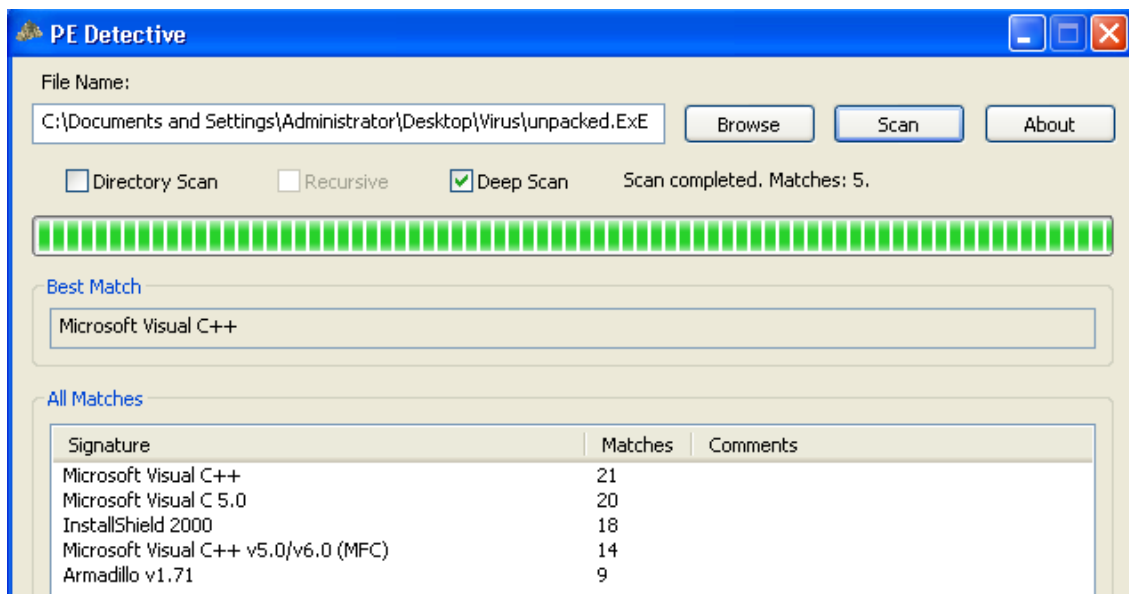 PE Detective
File Name:
C:\Documents and Settings\Administrator\Desktop\Virus\unpacked.ExE Browse Scan About
Directory Scan Recursive Deep Scan Scan completed. Matches: 5.
Best Match
Microsoft Visual C++
All Matches
Signature Matches Comments
Microsoft Visual C++ 21
Microsoft Visual C 5.0 20
InstallShield 2000 18
Microsoft Visual C++ v5.0/v6.0 (MFC) 14
Armadillo v1.71 9